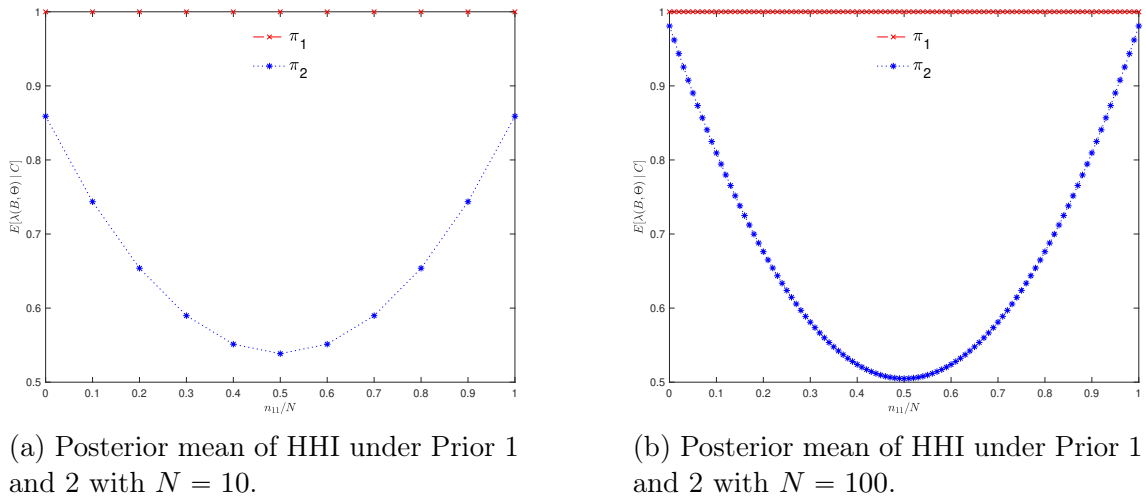 1
0.9
0.8
0.7
0.6
0.5
E[λ(B, Θ) | C]
π1
π2
0 0.1 0.2 0.3 0.4 0.5 0.6 0.7 0.8 0.9 1
n11/N
(a) Posterior mean of HHI under Prior 1
and 2 with N = 10.
1
0.9
0.8
0.7
0.6
0.5
E[λ(B, Θ) | C]
π1
π2
0 0.1 0.2 0.3 0.4 0.5 0.6 0.7 0.8 0.9 1
n11/N
(b) Posterior mean of HHI under Prior 1
and 2 with N = 100.